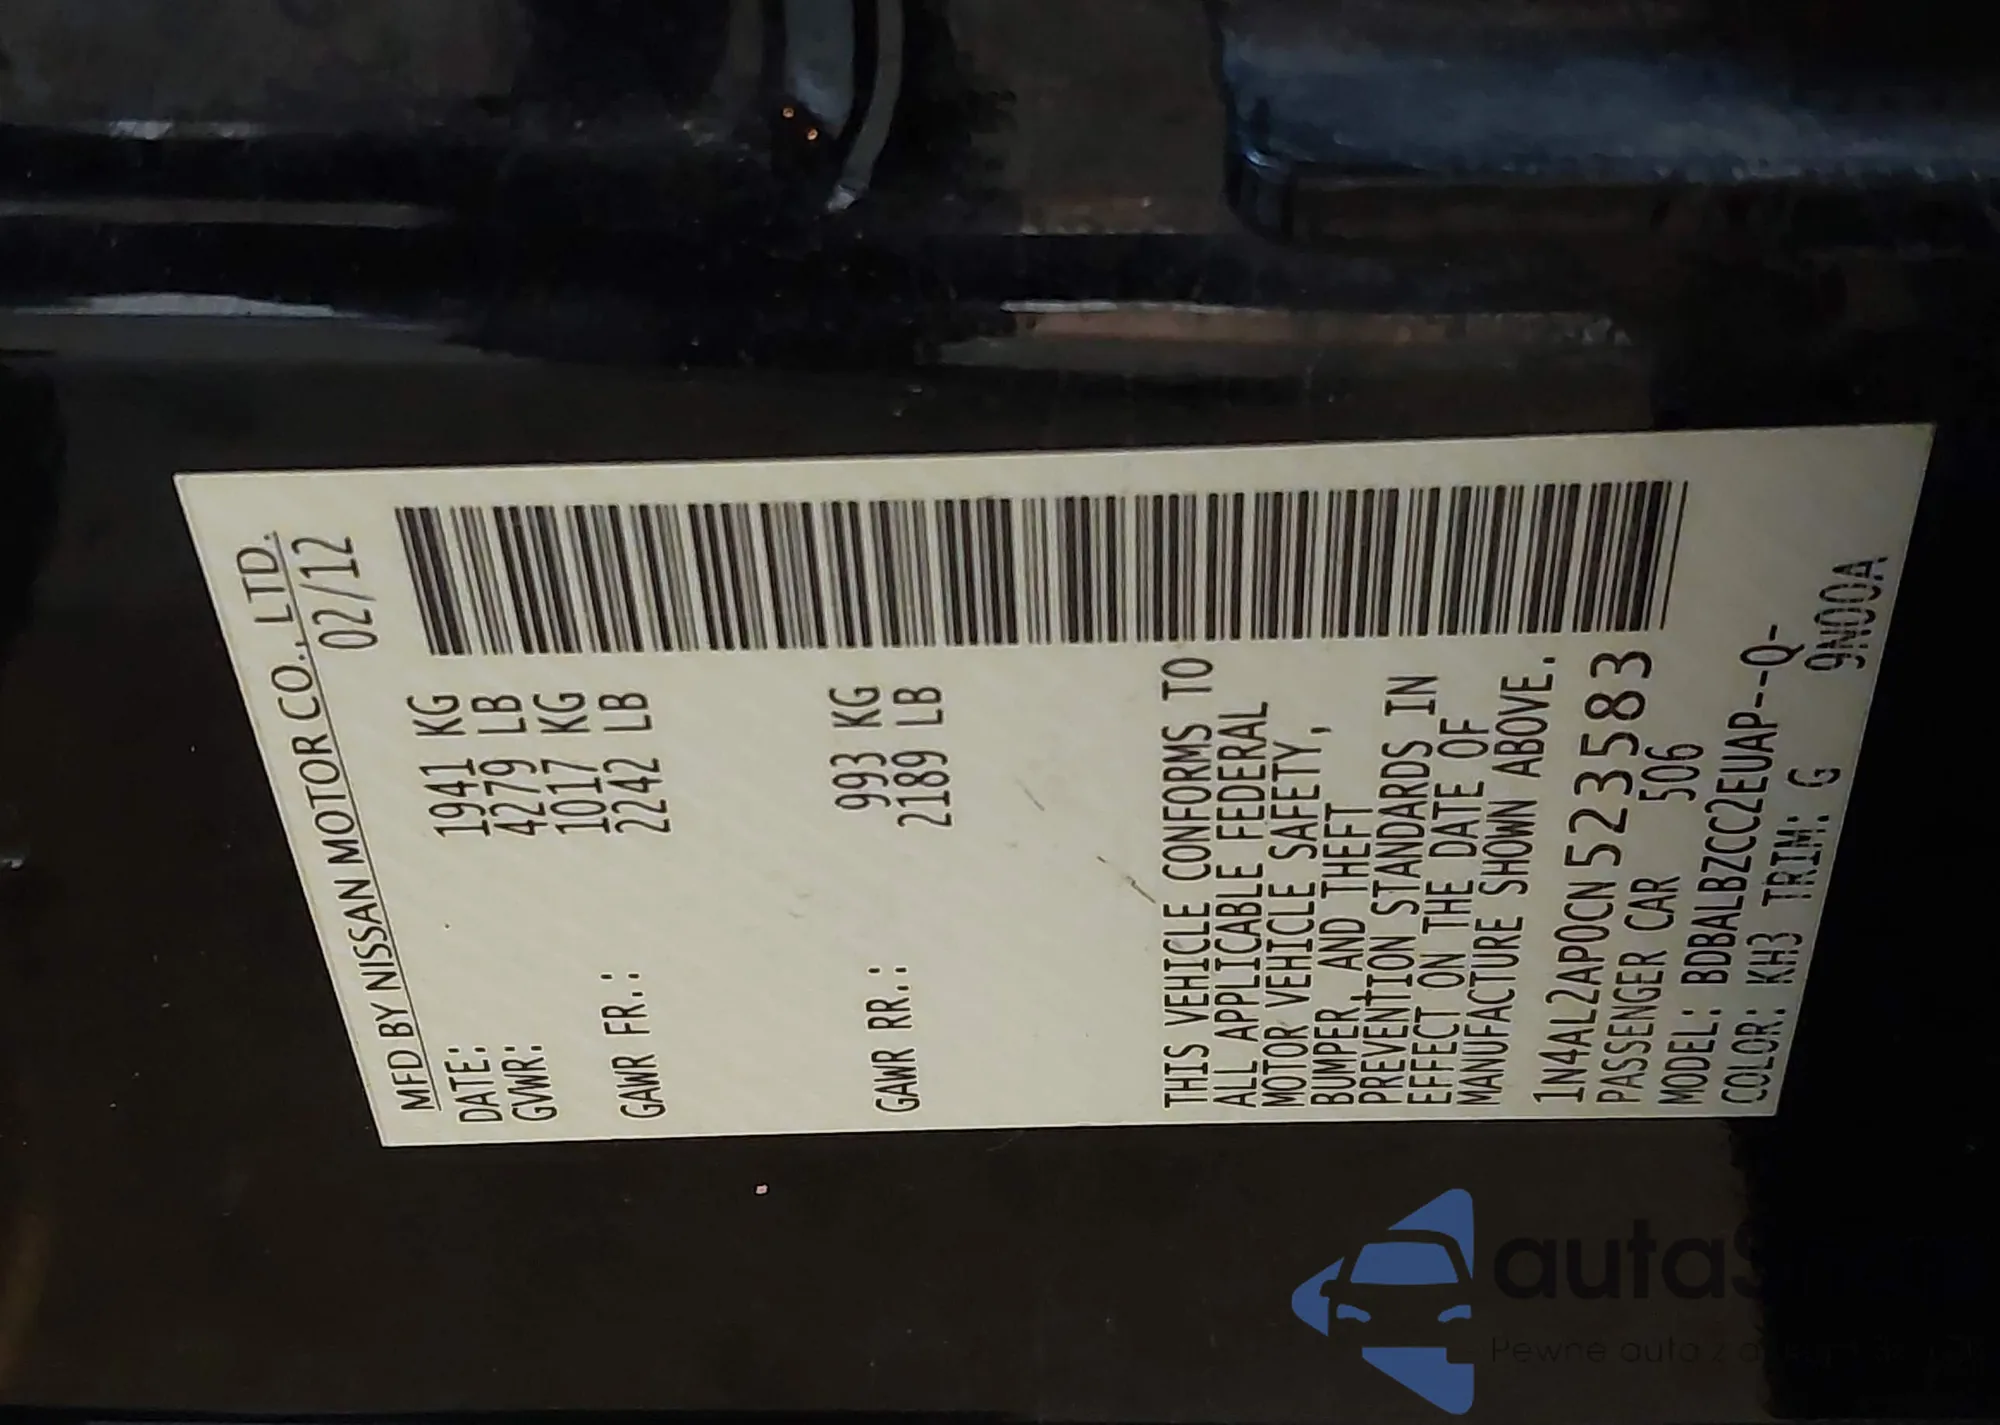 MFD BY NISSAN MOTOR CO., LTD.
DATE: 02/12
GVWR: 1941 KG
4279 LB
GAWR FR.: 1017 KG
2242 LB
GAWR RR.: 993 KG
2189 LB
THIS VEHICLE CONFORMS TO
ALL APPLICABLE FEDERAL
MOTOR VEHICLE SAFETY,
BUMPER, AND THEFT
PREVENTION STANDARDS IN
EFFECT ON THE DATE OF
MANUFACTURE SHOWN ABOVE.
1N4AL2AP0CN523583
PASSENGER CAR 506
MODEL: BDBALBZCC2EUAP--Q-
COLOR: KH3 TRIM: G 9N00A
Pewne auto z